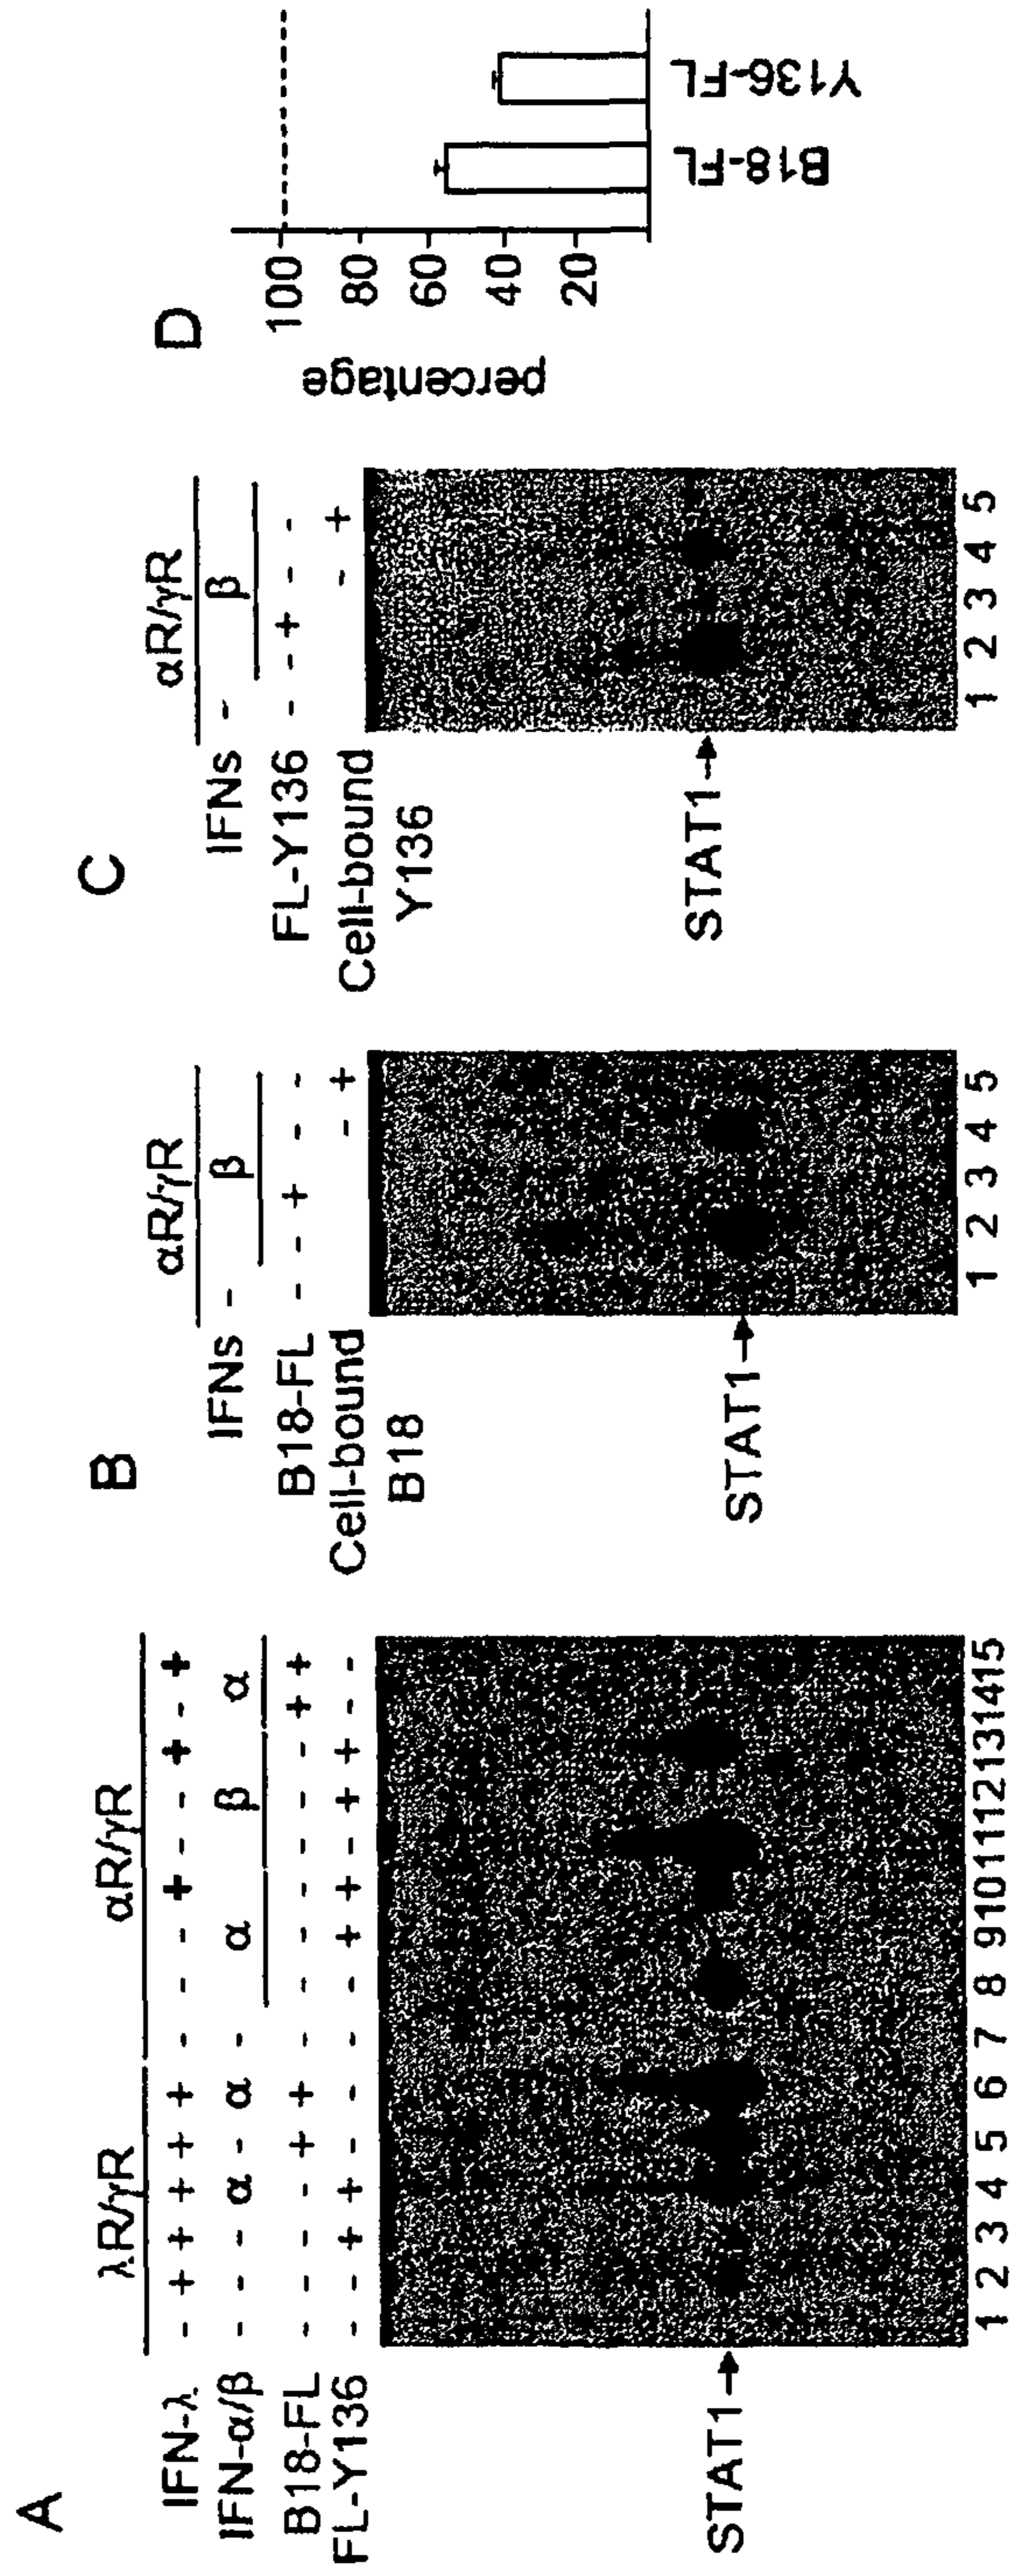 A
λR/γR αR/γR
IFN-λ - + + + + + - - - + - - + - +
IFN-α/β - - - α - α - α β α
B18-FL - - - - + + - - - - - - - + +
FL-Y136 - - + + - - - - + + - + + - -
STAT1→
1 2 3 4 5 6 7 8 9 10 11 12 13 14 15
B
αR/γR
IFNs - β
B18-FL - - + - -
Cell-bound - +
B18
STAT1→
1 2 3 4 5
C
αR/γR
IFNs - β
FL-Y136 - - + - -
Cell-bound - +
Y136
STAT1→
1 2 3 4 5
D
percentage
100
80
60
40
20
B18-FL Y136-FL